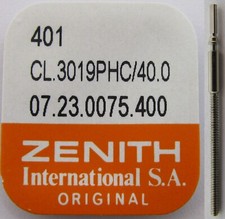 401
CL.3019PHC/40.0
07.23.0075.400
ZENITH
International S.A.
ORIGINAL